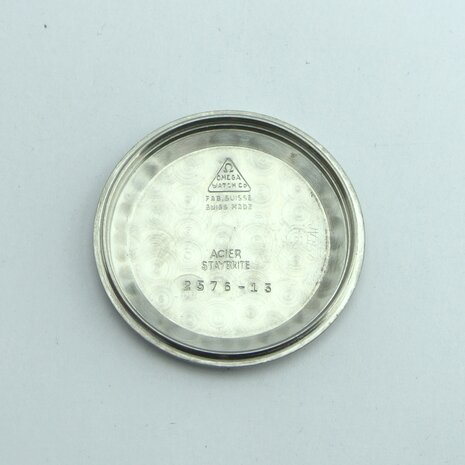 Ω
OMEGA
WATCH CO
FAB. SUISSE
SWISS MADE
ACIER
STAYBRITE
2576-13